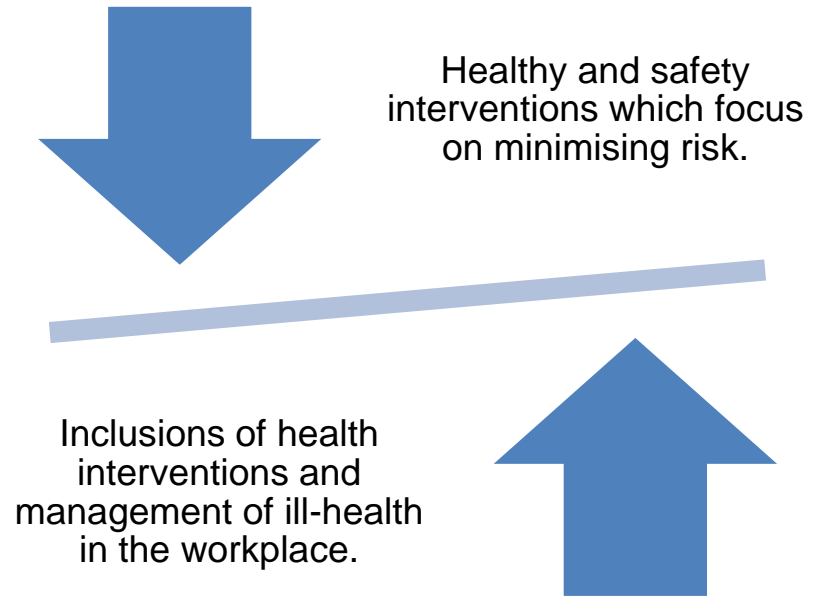 Healthy and safety
interventions which focus
on minimising risk.
Inclusions of health
interventions and
management of ill-health
in the workplace.